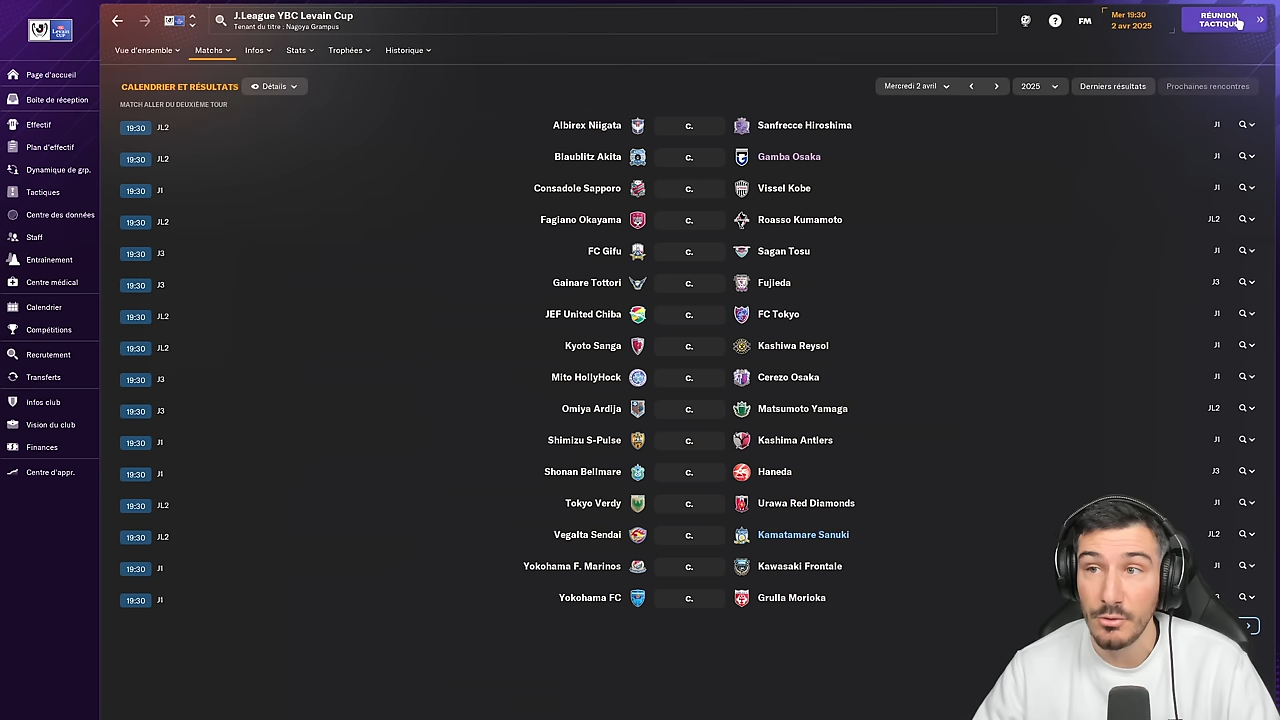 J.League YBC Levain Cup
Tenant du titre : Nagoya Grampus
FM
Mer 19:30
2 avr 2025
RÉUNION
TACTIQUE
Vue d'ensemble
Matchs
Infos
Stats
Trophées
Historique
Page d'accueil
Boîte de réception
Effectif
Plan d'effectif
Dynamique de grp.
Tactiques
Centre des données
Staff
Entraînement
Centre médical
Calendrier
Compétitions
Recrutement
Transferts
Infos club
Vision du club
Finances
Centre d'appr.
CALENDRIER ET RÉSULTATS
Détails
Mercredi 2 avril
2025
Derniers résultats
Prochaines rencontres
MATCH ALLER DU DEUXIÈME TOUR
19:30 JL2 Albirex Niigata c. Sanfrecce Hiroshima J1
19:30 JL2 Blaublitz Akita c. Gamba Osaka J1
19:30 J1 Consadole Sapporo c. Vissel Kobe J1
19:30 JL2 Fagiano Okayama c. Roasso Kumamoto JL2
19:30 J3 FC Gifu c. Sagan Tosu J1
19:30 J3 Gainare Tottori c. Fujieda J3
19:30 JL2 JEF United Chiba c. FC Tokyo J1
19:30 JL2 Kyoto Sanga c. Kashiwa Reysol J1
19:30 J3 Mito HollyHock c. Cerezo Osaka J1
19:30 J3 Omiya Ardija c. Matsumoto Yamaga JL2
19:30 J1 Shimizu S-Pulse c. Kashima Antlers J1
19:30 J1 Shonan Bellmare c. Haneda J3
19:30 JL2 Tokyo Verdy c. Urawa Red Diamonds J1
19:30 JL2 Vegalta Sendai c. Kamatamare Sanuki JL2
19:30 J1 Yokohama F. Marinos c. Kawasaki Frontale J1
19:30 J1 Yokohama FC c. Grulla Morioka